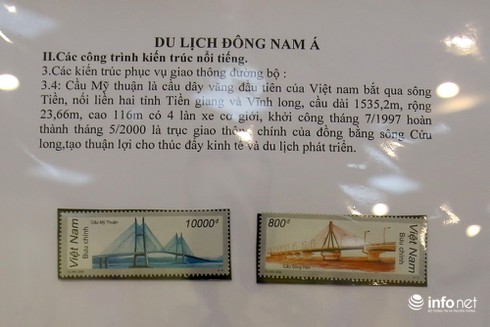 DU LỊCH ĐÔNG NAM Á
II.Các công trình kiến trúc nổi tiếng.
3.Các kiến trúc phục vụ giao thông đường bộ :
3.4: Cầu Mỹ thuận là cầu dây văng đầu tiên của Việt nam bắt qua sông
Tiền, nối liền hai tỉnh Tiền giang và Vĩnh long, cầu dài 1535,2m, rộng
23,66m, cao 116m có 4 làn xe cơ giới, khởi công tháng 7/1997 hoàn
thành tháng 5/2000 là trục giao thông chính của đồng bằng sông Cửu
long,tạo thuận lợi cho thúc đẩy kinh tế và du lịch phát triển.
Cầu Mỹ Thuận
10000đ
Việt Nam
Bưu chính
800đ
Việt Nam
Bưu chính
infonet